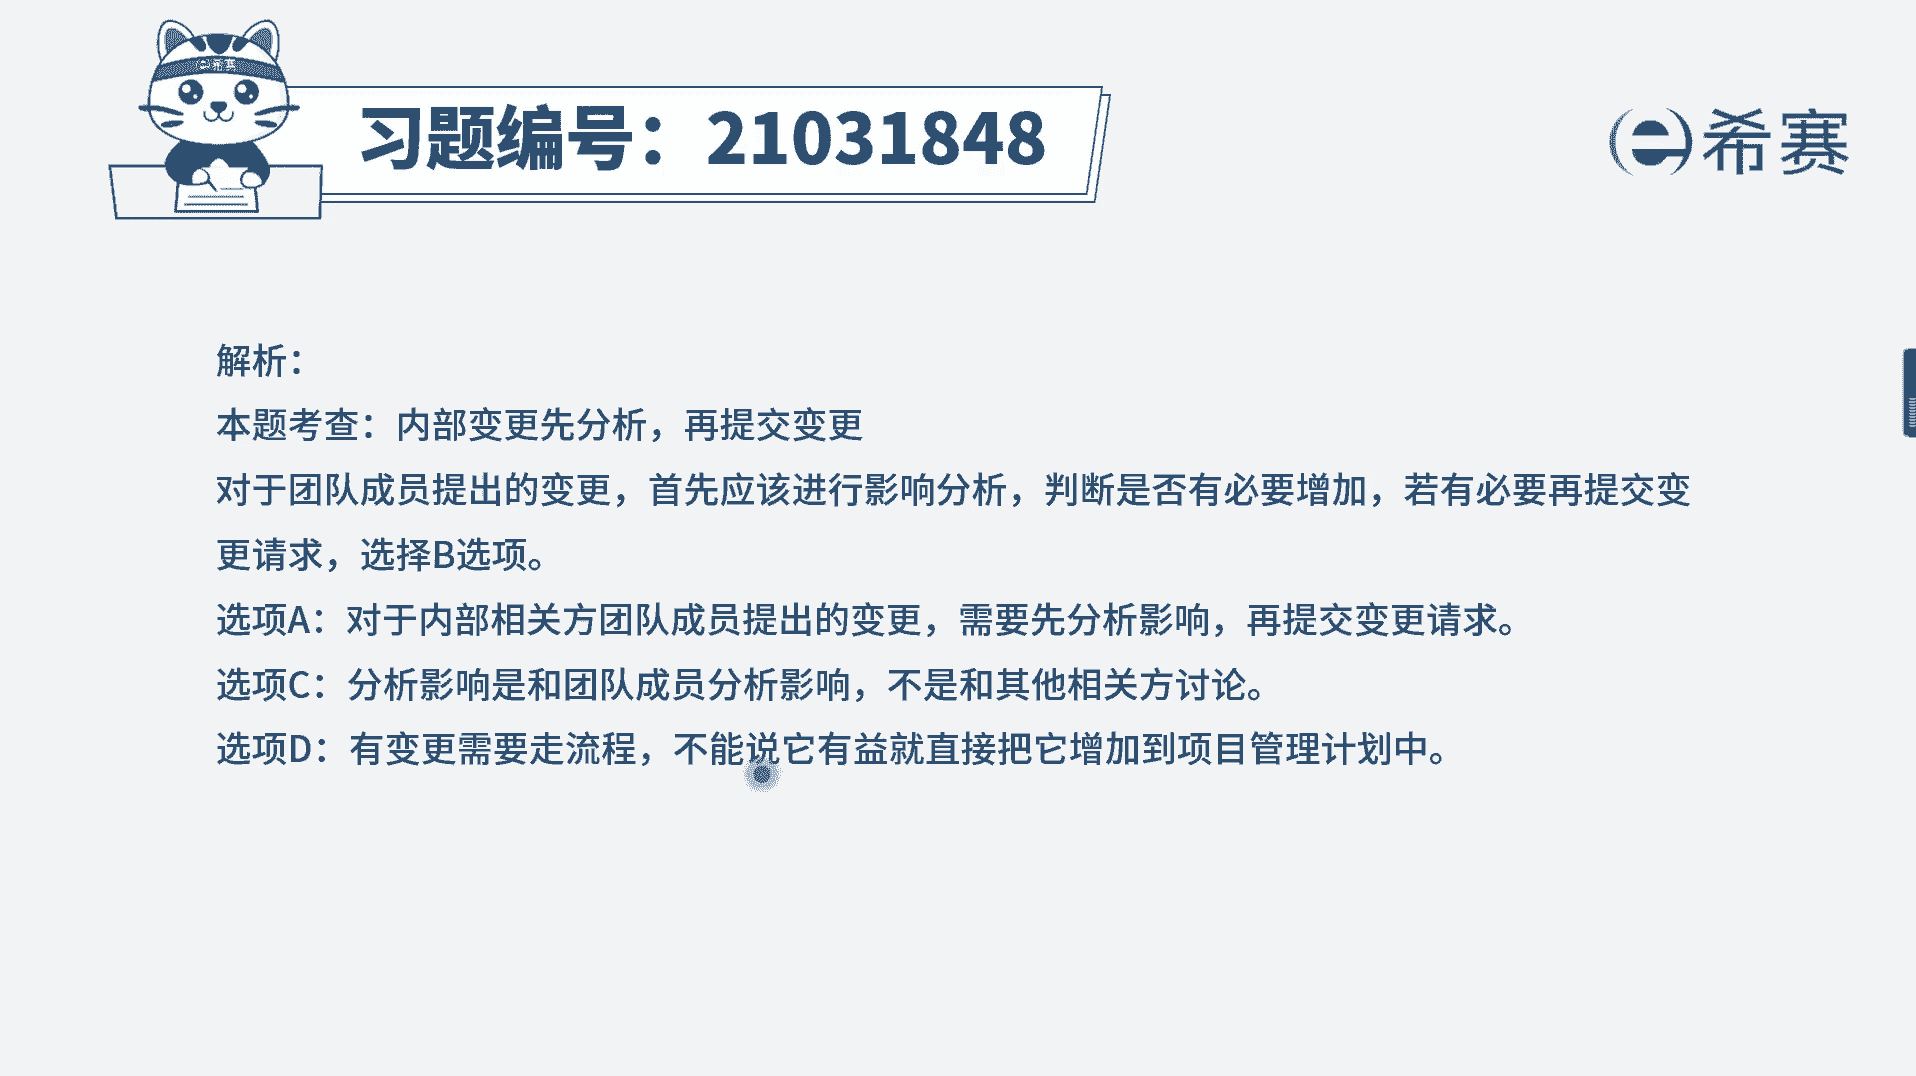 希赛
习题编号：21031848
希赛
解析：
本题考查：内部变更先分析，再提交变更
对于团队成员提出的变更，首先应该进行影响分析，判断是否有必要增加，若有必要再提交变
更请求，选择B选项。
选项A：对于内部相关方团队成员提出的变更，需要先分析影响，再提交变更请求。
选项C：分析影响是和团队成员分析影响，不是和其他相关方讨论。
选项D：有变更需要走流程，不能说它有益就直接把它增加到项目管理计划中。